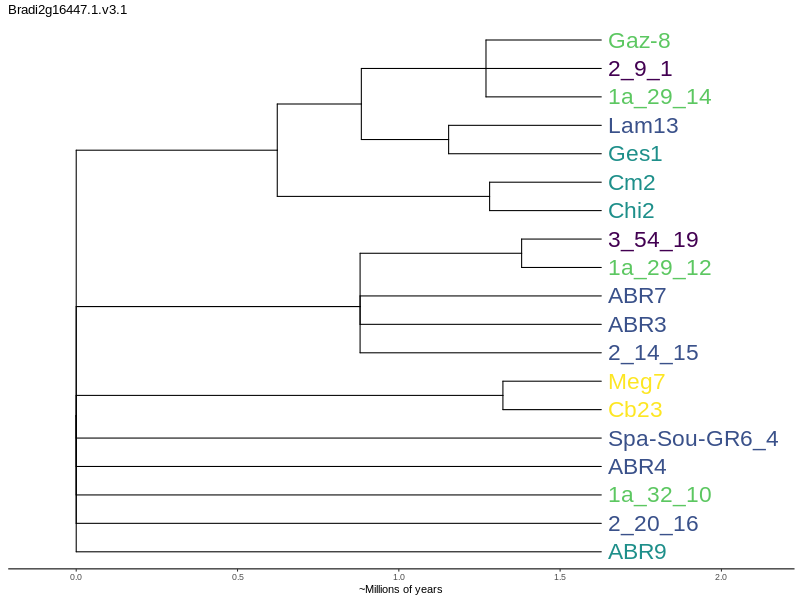 Bradi2g16447.1.v3.1
Gaz-8
2_9_1
1a_29_14
Lam13
Ges1
Cm2
Chi2
3_54_19
1a_29_12
ABR7
ABR3
2_14_15
Meg7
Cb23
Spa-Sou-GR6_4
ABR4
1a_32_10
2_20_16
ABR9
0.0 0.5 1.0 1.5 2.0
~Millions of years